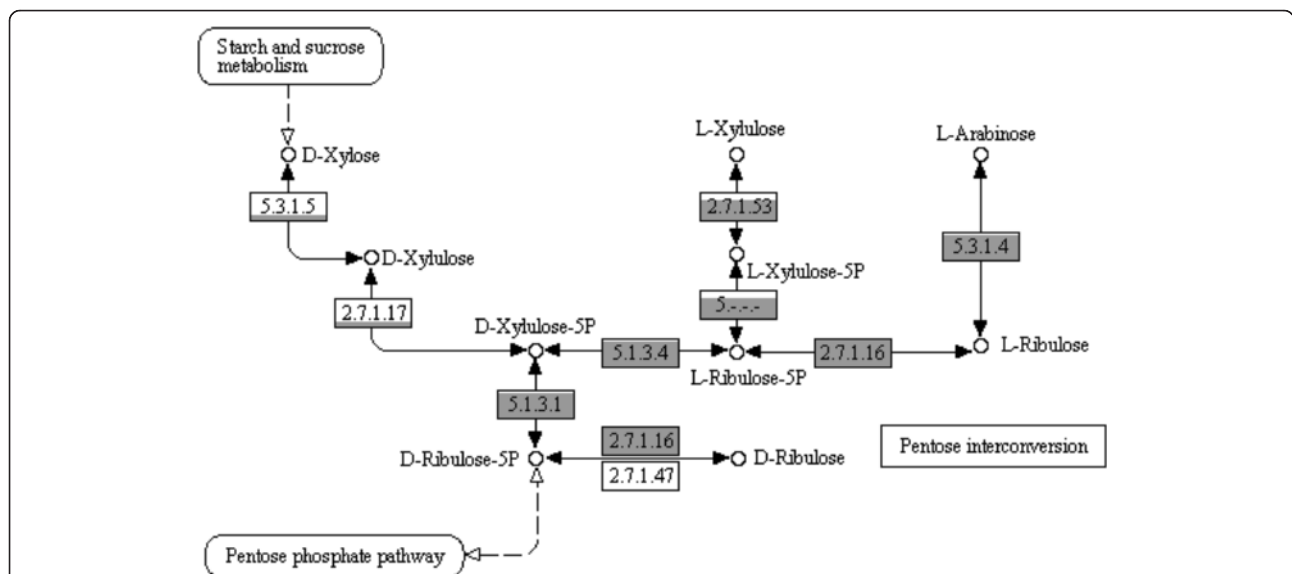 Starch and sucrose
metabolism
L-Xylulose
L-Arabinose
D-Xylose
5.3.1.5
2.7.1.53
5.3.1.4
D-Xylulose
L-Xylulose-5P
2.7.1.17
5.-.-.-
D-Xylulose-5P
5.1.3.4
2.7.1.16
L-Ribulose
L-Ribulose-5P
5.1.3.1
2.7.1.16
D-Ribulose-5P
D-Ribulose
Pentose interconversion
2.7.1.47
Pentose phosphate pathway